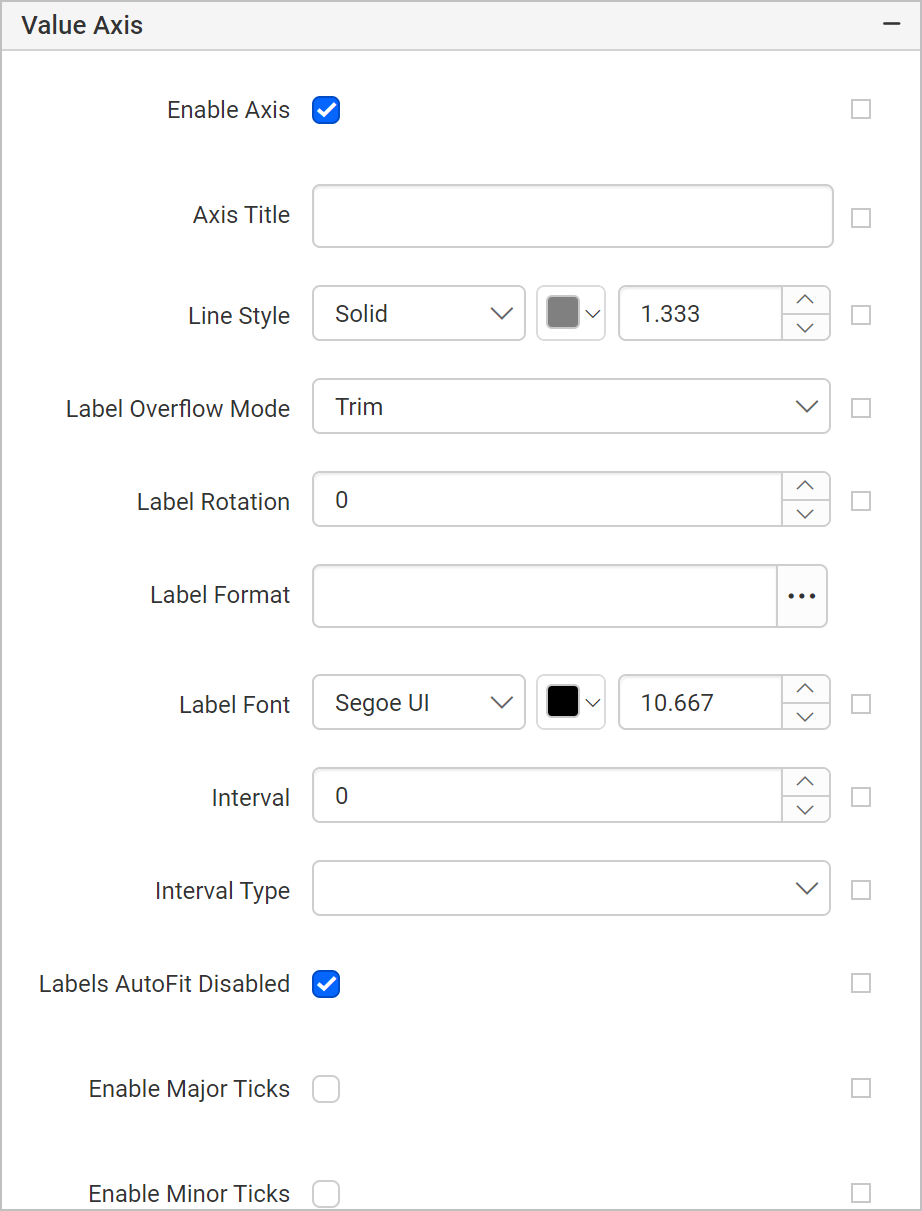 Value Axis
Enable Axis
Axis Title
Line Style Solid 1.333
Label Overflow Mode Trim
Label Rotation 0
Label Format
Label Font Segoe UI 10.667
Interval 0
Interval Type
Labels AutoFit Disabled
Enable Major Ticks
Enable Minor Ticks